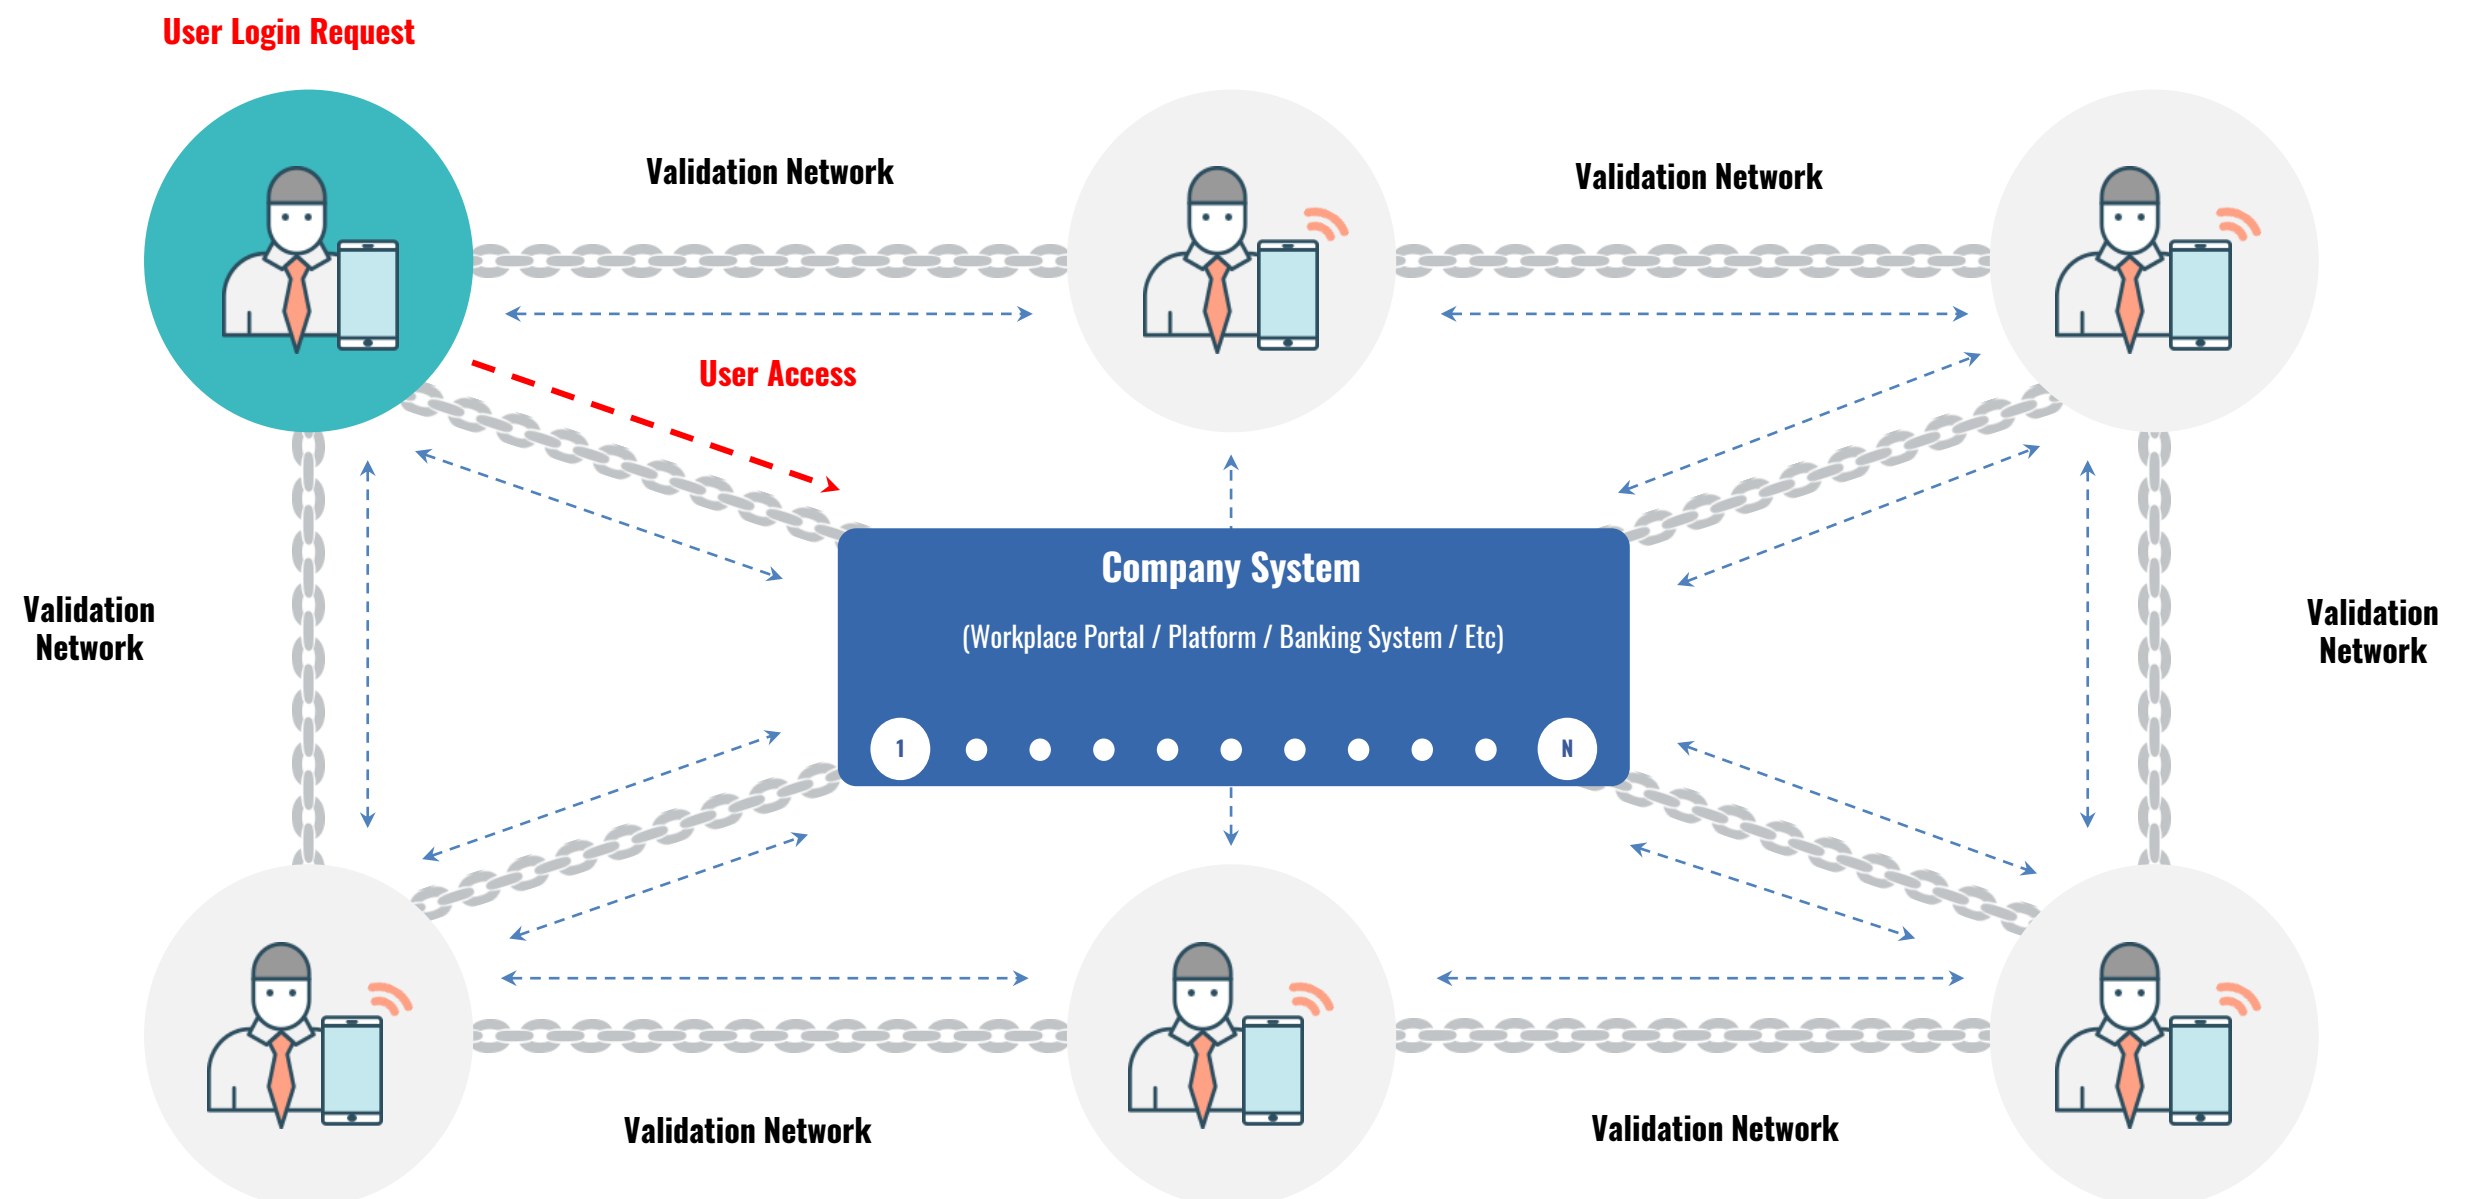 User Login Request
Validation Network
Validation Network
User Access
Company System
(Workplace Portal / Platform / Banking System / Etc)
Validation
Network
Validation
Network
1
N
Validation Network
Validation Network